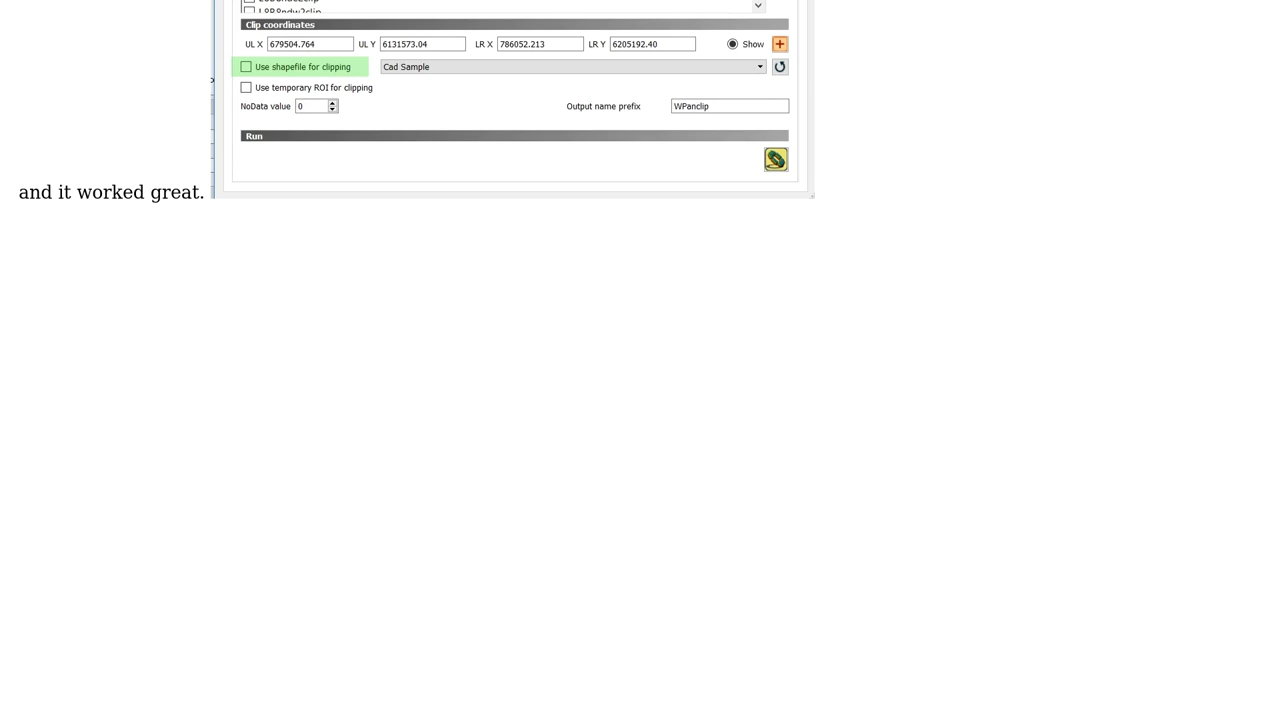 L8B8ndw2clip
Clip coordinates
UL X 679504.764 UL Y 6131573.04 LR X 786052.213 LR Y 6205192.40 Show
Use shapefile for clipping Cad Sample
Use temporary ROI for clipping
NoData value 0 Output name prefix WPanclip
Run
and it worked great.